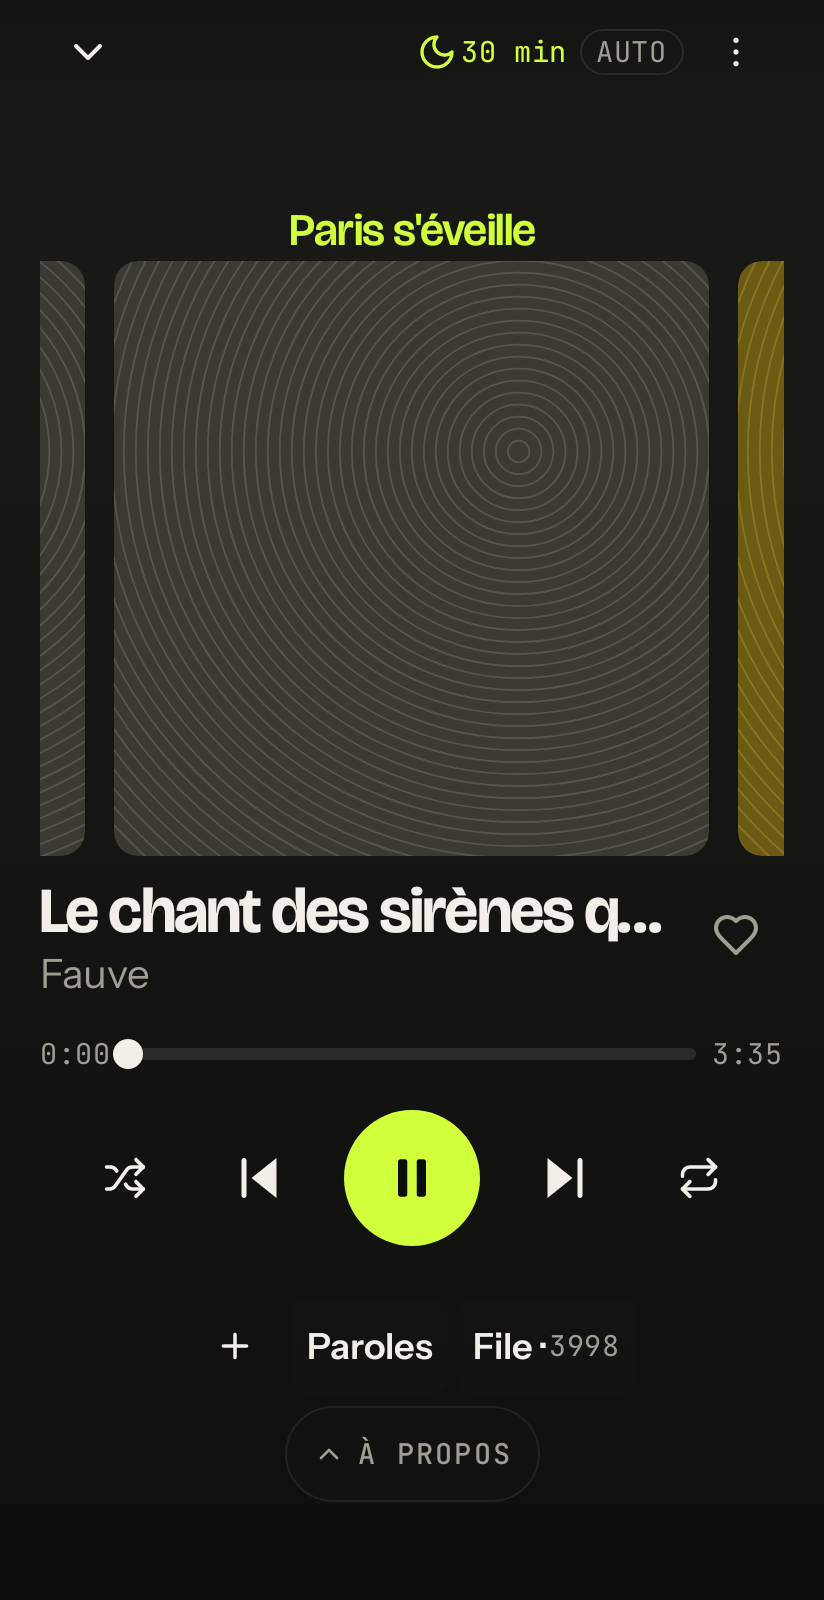 30 min AUTO
Paris s'éveille
Le chant des sirènes q...
Fauve
0:00 3:35
Paroles File · 3998
À PROPOS